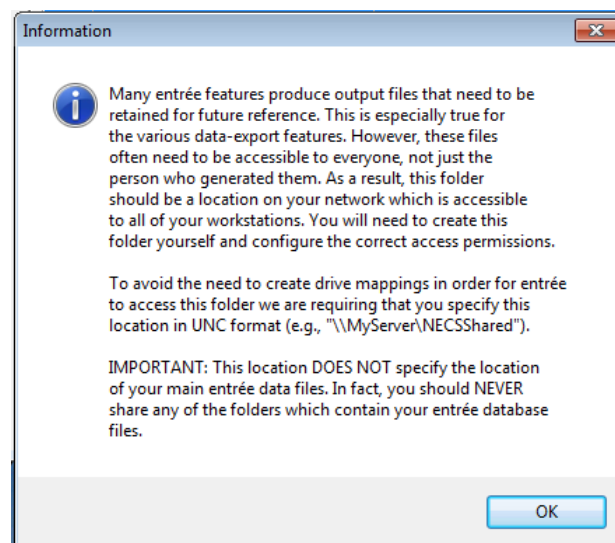 Information
Many entrée features produce output files that need to be
retained for future reference. This is especially true for
the various data-export features. However, these files
often need to be accessible to everyone, not just the
person who generated them. As a result, this folder
should be a location on your network which is accessible
to all of your workstations. You will need to create this
folder yourself and configure the correct access permissions.
To avoid the need to create drive mappings in order for entrée
to access this folder we are requiring that you specify this
location in UNC format (e.g., "\\MyServer\NECSShared").
IMPORTANT: This location DOES NOT specify the location
of your main entrée data files. In fact, you should NEVER
share any of the folders which contain your entrée database
files.
OK